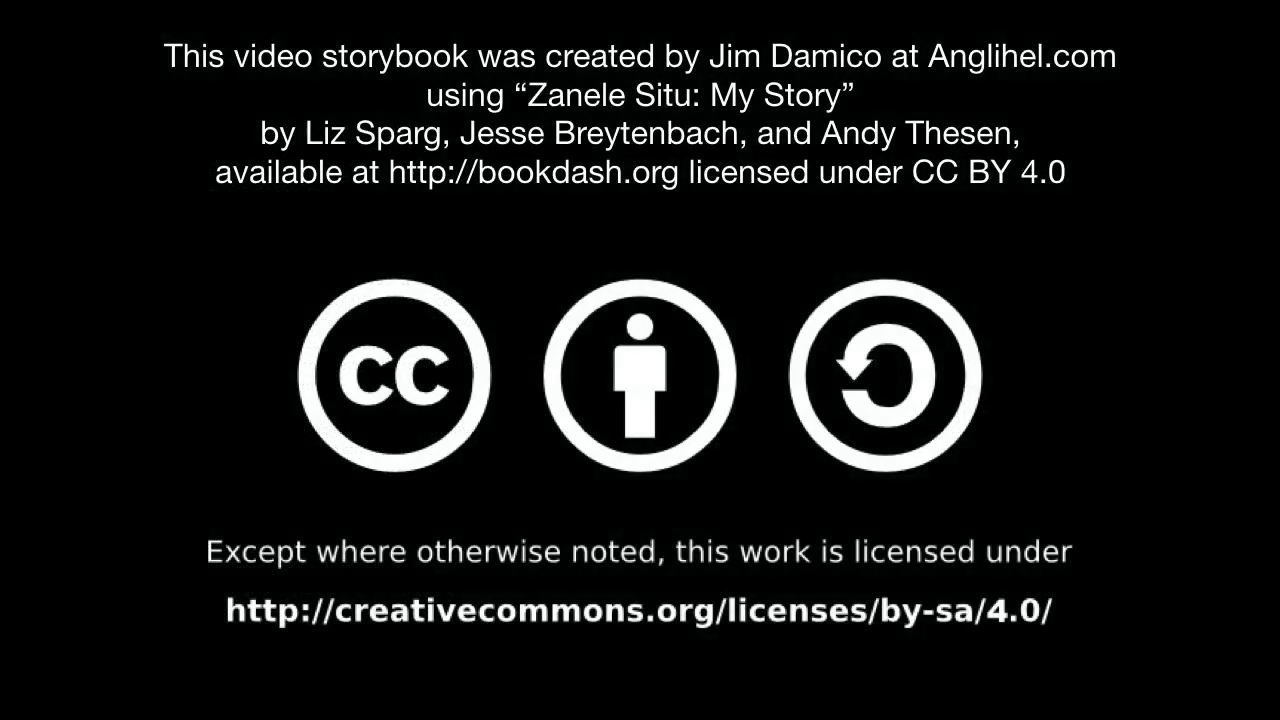 This video storybook was created by Jim Damico at Anglihel.com
using “Zanele Situ: My Story”
by Liz Sparg, Jesse Breytenbach, and Andy Thesen,
available at http://bookdash.org licensed under CC BY 4.0
cc
Except where otherwise noted, this work is licensed under
http://creativecommons.org/licenses/by-sa/4.0/